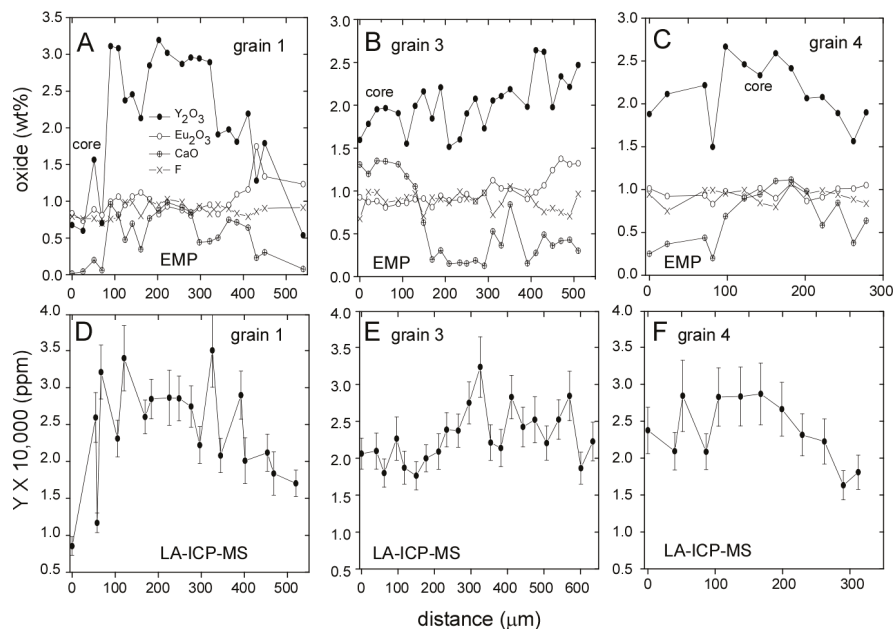 A
grain 1
core
Y2O3
Eu2O3
CaO
F
EMP
oxide (wt%)
3.5
3.0
2.5
2.0
1.5
1.0
0.5
0.0
0 100 200 300 400 500
B
grain 3
core
EMP
3.0
2.5
2.0
1.5
1.0
0.5
0.0
0 100 200 300 400 500
C
grain 4
core
EMP
3.0
2.5
2.0
1.5
1.0
0.5
0.0
0 100 200 300
D
grain 1
LA-ICP-MS
Y X 10,000 (ppm)
4.0
3.5
3.0
2.5
2.0
1.5
1.0
0.5
0 100 200 300 400 500
E
grain 3
LA-ICP-MS
4.0
3.5
3.0
2.5
2.0
1.5
1.0
0.5
0 100 200 300 400 500 600
F
grain 4
LA-ICP-MS
4.0
3.5
3.0
2.5
2.0
1.5
1.0
0.5
0 100 200 300
distance (μm)